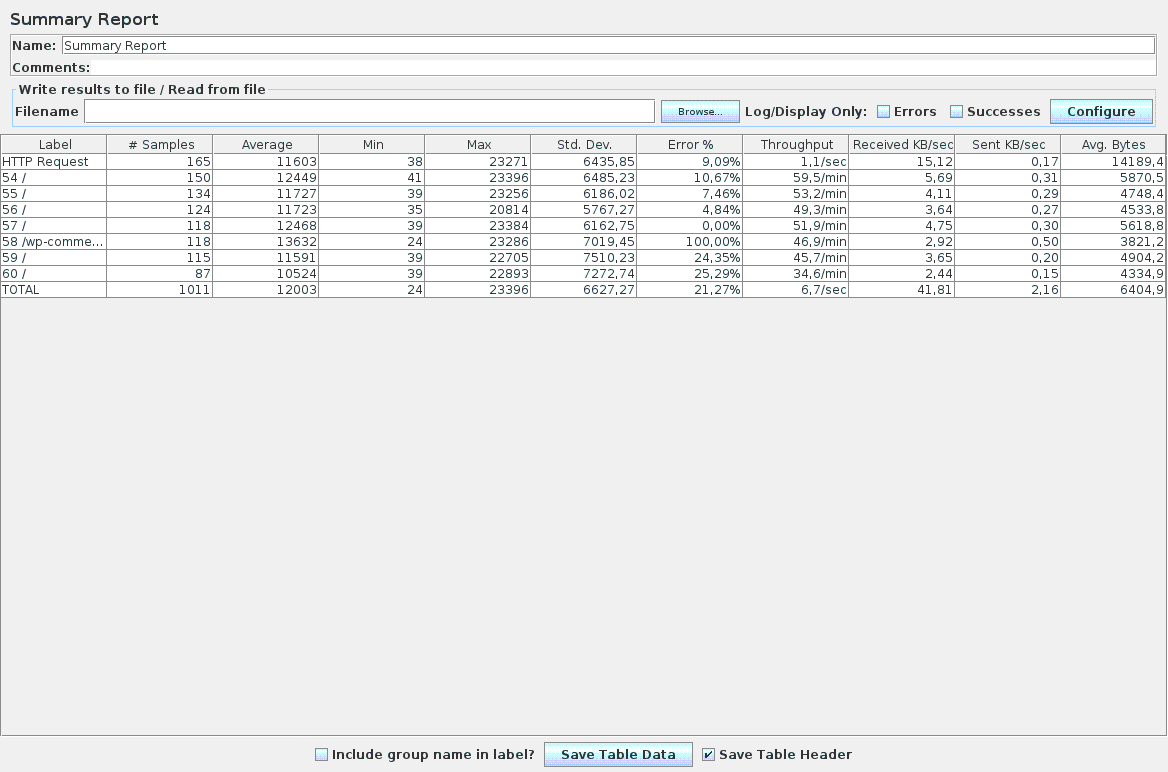 Summary Report
Name: Summary Report
Comments:
Write results to file / Read from file
Filename Browse... Log/Display Only: Errors Successes Configure
Label # Samples Average Min Max Std. Dev. Error % Throughput Received KB/sec Sent KB/sec Avg. Bytes
HTTP Request 165 11603 38 23271 6435,85 9,09% 1,1/sec 15,12 0,17 14189,4
54 / 150 12449 41 23396 6485,23 10,67% 59,5/min 5,69 0,31 5870,5
55 / 134 11727 39 23256 6186,02 7,46% 53,2/min 4,11 0,29 4748,4
56 / 124 11723 35 20814 5767,27 4,84% 49,3/min 3,64 0,27 4533,8
57 / 118 12468 39 23384 6162,75 0,00% 51,9/min 4,75 0,30 5618,8
58 /wp-comme... 118 13632 24 23286 7019,45 100,00% 46,9/min 2,92 0,50 3821,2
59 / 115 11591 39 22705 7510,23 24,35% 45,7/min 3,65 0,20 4904,2
60 / 87 10524 39 22893 7272,74 25,29% 34,6/min 2,44 0,15 4334,9
TOTAL 1011 12003 24 23396 6627,27 21,27% 6,7/sec 41,81 2,16 6404,9
Include group name in label? Save Table Data Save Table Header